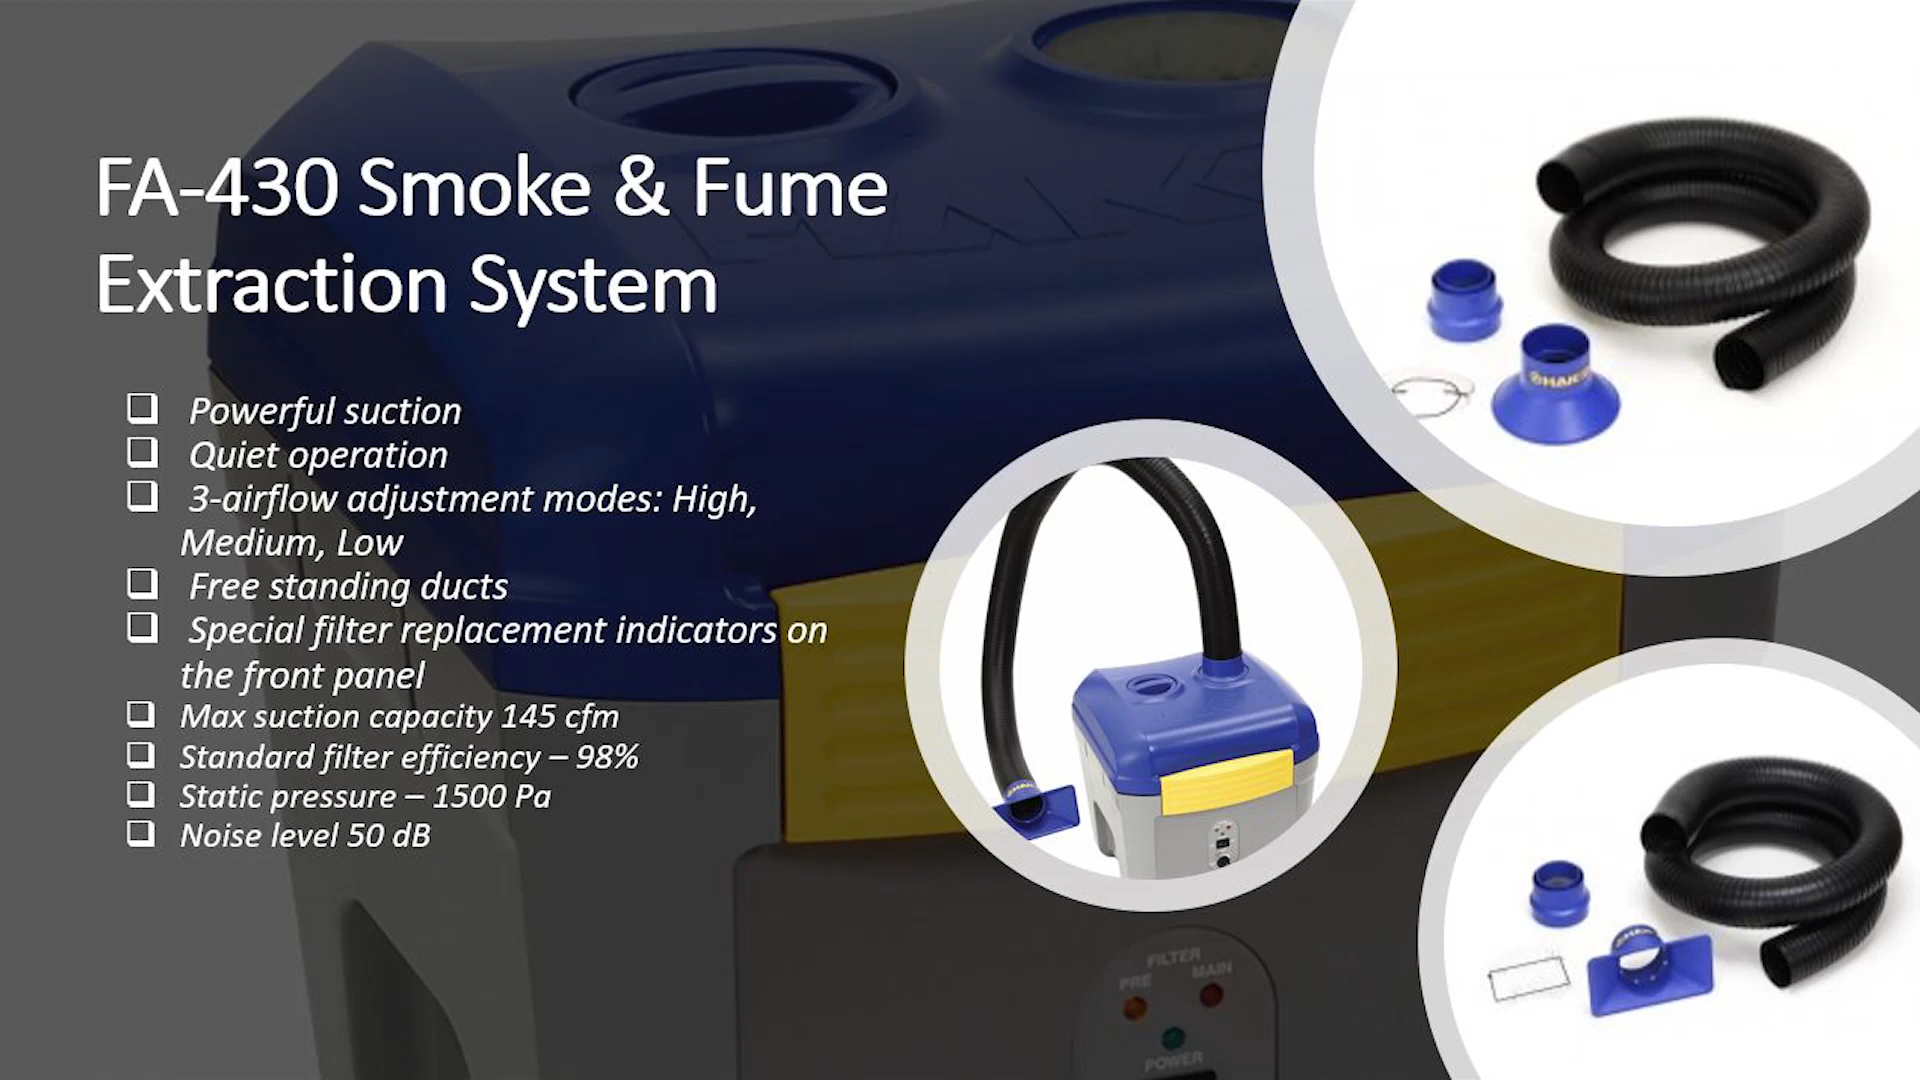 FA-430 Smoke & Fume
Extraction System
Powerful suction
Quiet operation
3-airflow adjustment modes: High,
Medium, Low
Free standing ducts
Special filter replacement indicators on
the front panel
Max suction capacity 145 cfm
Standard filter efficiency – 98%
Static pressure – 1500 Pa
Noise level 50 dB
FILTER
PRE MAIN
POWER